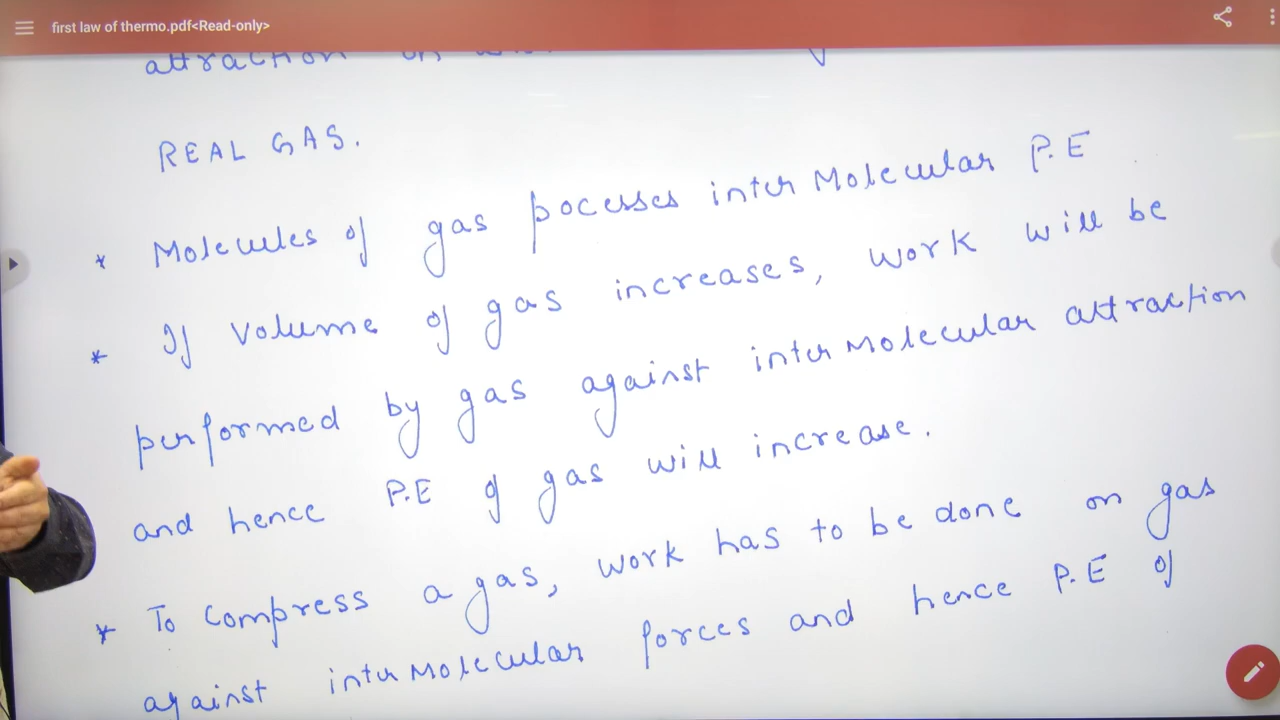 first law of thermo.pdf<Read-only>
attraction
REAL GAS.
* Molecules of gas pocesses inter Molecular P.E
* If volume of gas increases, work will be
performed by gas against inter Molecular attraction
and hence P.E of gas will increase.
* To compress a gas, work has to be done on gas
against inter Molecular forces and hence P.E of